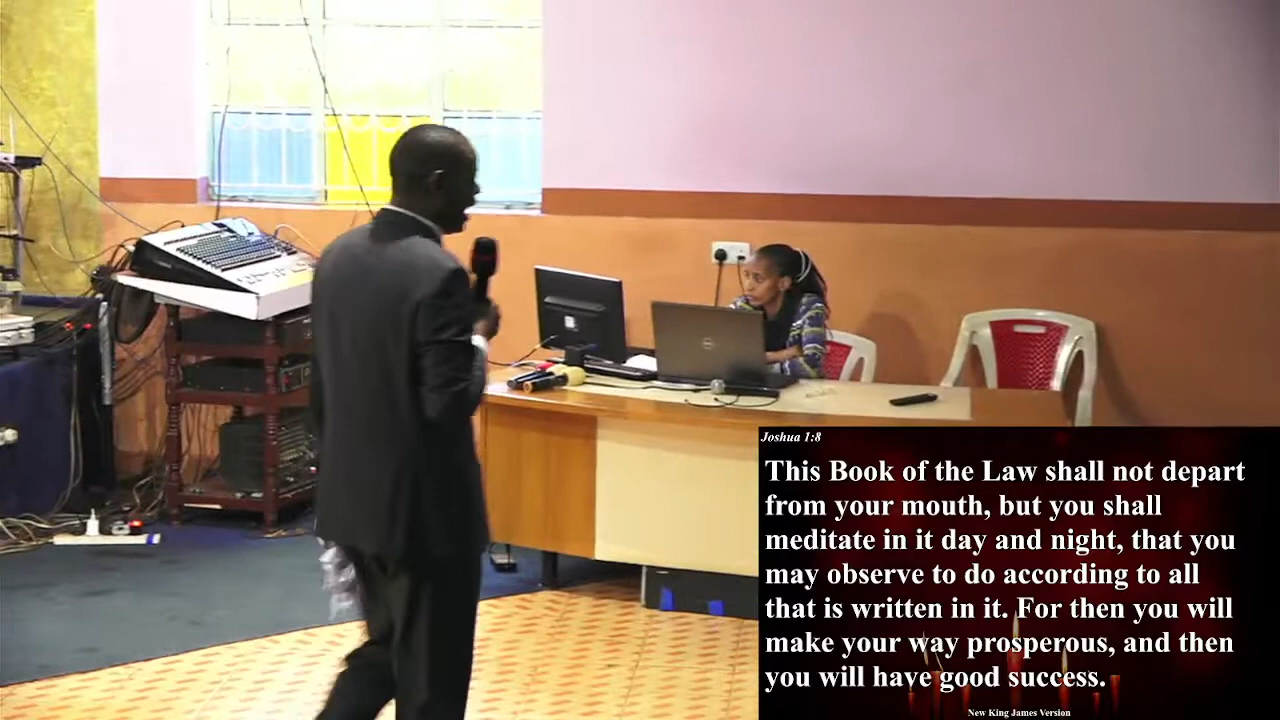 Joshua 1:8
This Book of the Law shall not depart
from your mouth, but you shall
meditate in it day and night, that you
may observe to do according to all
that is written in it. For then you will
make your way prosperous, and then
you will have good success.
New King James Version
DELL